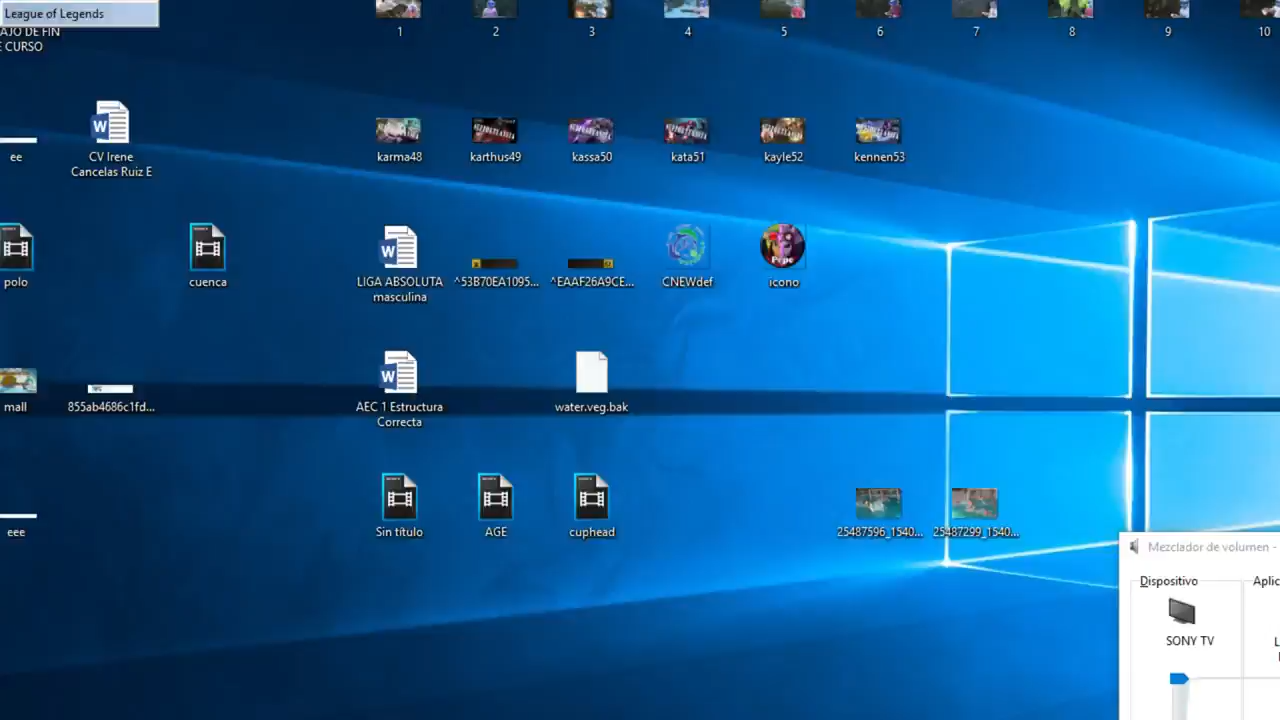 League of Legends
AJO DE FIN
E CURSO
1
2
3
4
5
6
7
8
9
10
ee
CV Irene
Cancelas Ruiz E
karma48
karthus49
kassa50
kata51
kayle52
kennen53
polo
cuenca
LIGA ABSOLUTA
masculina
^53B70EA1095...
^EAAF26A9CE...
CNEWdef
icono
Pepe
mall
855ab4686c1fd...
AEC 1 Estructura
Correcta
water.veg.bak
eee
Sin título
AGE
cuphead
25487596_1540...
25487299_1540...
Mezclador de volumen -
Dispositivo
Aplic
SONY TV
L